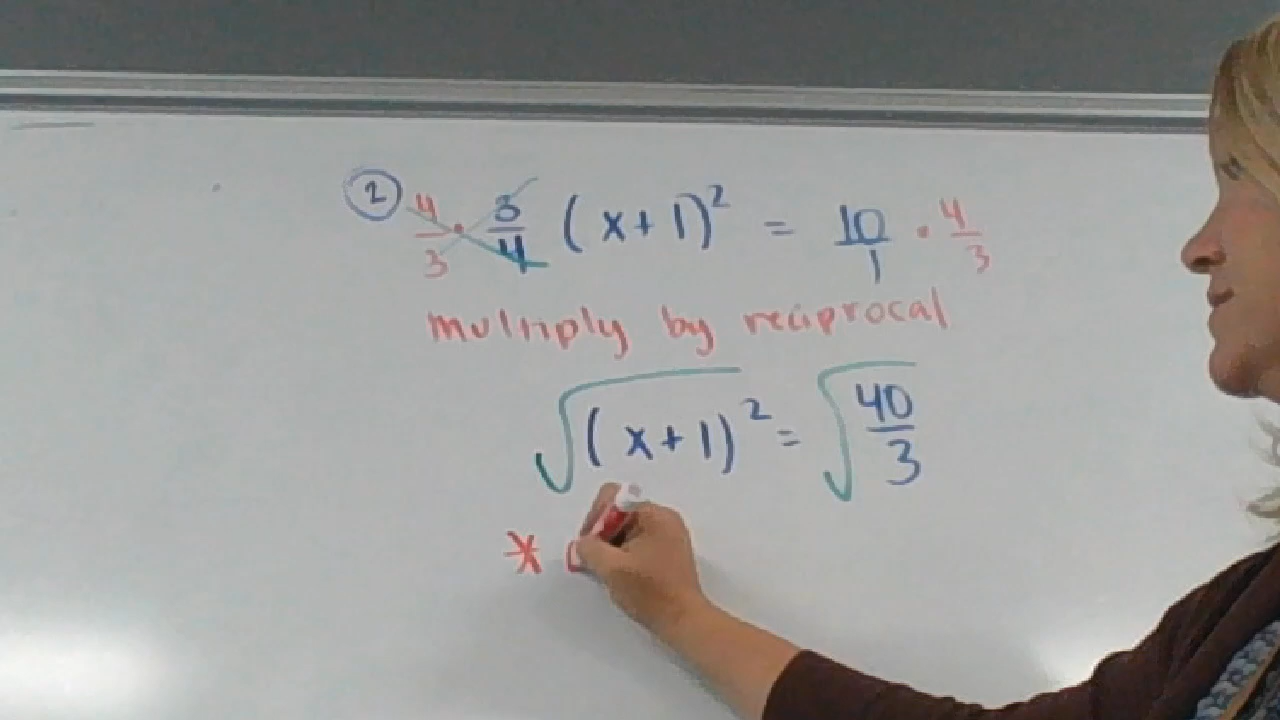 ② 4/3 · 3/4 (x+1)² = 10/1 · 4/3
multiply by reciprocal
√(x+1)² = √40/3
*